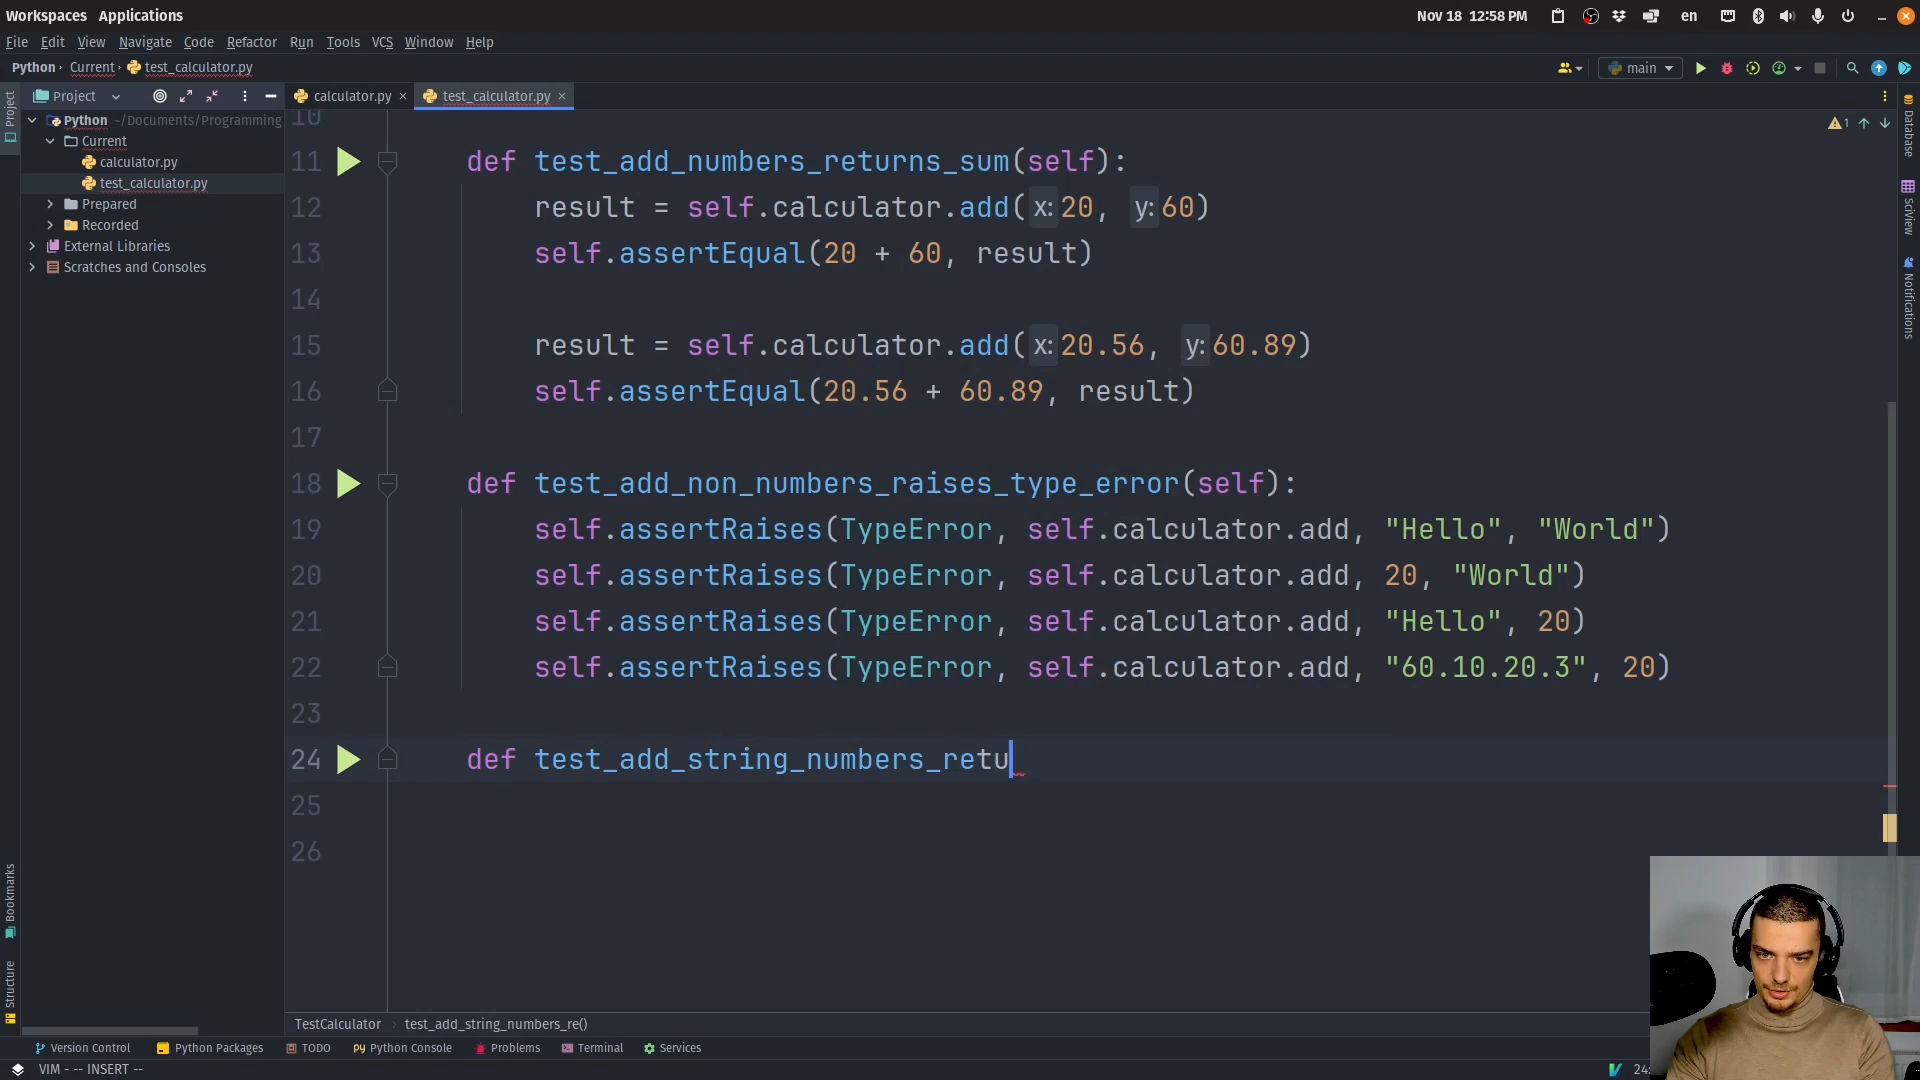 Workspaces Applications Nov 18 12:58 PM en
File Edit View Navigate Code Refactor Run Tools VCS Window Help
Python Current test_calculator.py main
Project calculator.py test_calculator.py
Python ~/Documents/Programming
Current
calculator.py
test_calculator.py
Prepared
Recorded
External Libraries
Scratches and Consoles
Project
Bookmarks
Structure
10
11 def test_add_numbers_returns_sum(self):
12 result = self.calculator.add(x: 20, y: 60)
13 self.assertEqual(20 + 60, result)
14
15 result = self.calculator.add(x: 20.56, y: 60.89)
16 self.assertEqual(20.56 + 60.89, result)
17
18 def test_add_non_numbers_raises_type_error(self):
19 self.assertRaises(TypeError, self.calculator.add, "Hello", "World")
20 self.assertRaises(TypeError, self.calculator.add, 20, "World")
21 self.assertRaises(TypeError, self.calculator.add, "Hello", 20)
22 self.assertRaises(TypeError, self.calculator.add, "60.10.20.3", 20)
23
24 def test_add_string_numbers_retu
25
26
1
Database
SciView
Notifications
TestCalculator test_add_string_numbers_re()
Version Control Python Packages TODO Python Console Problems Terminal Services
VIM - -- INSERT -- 24: